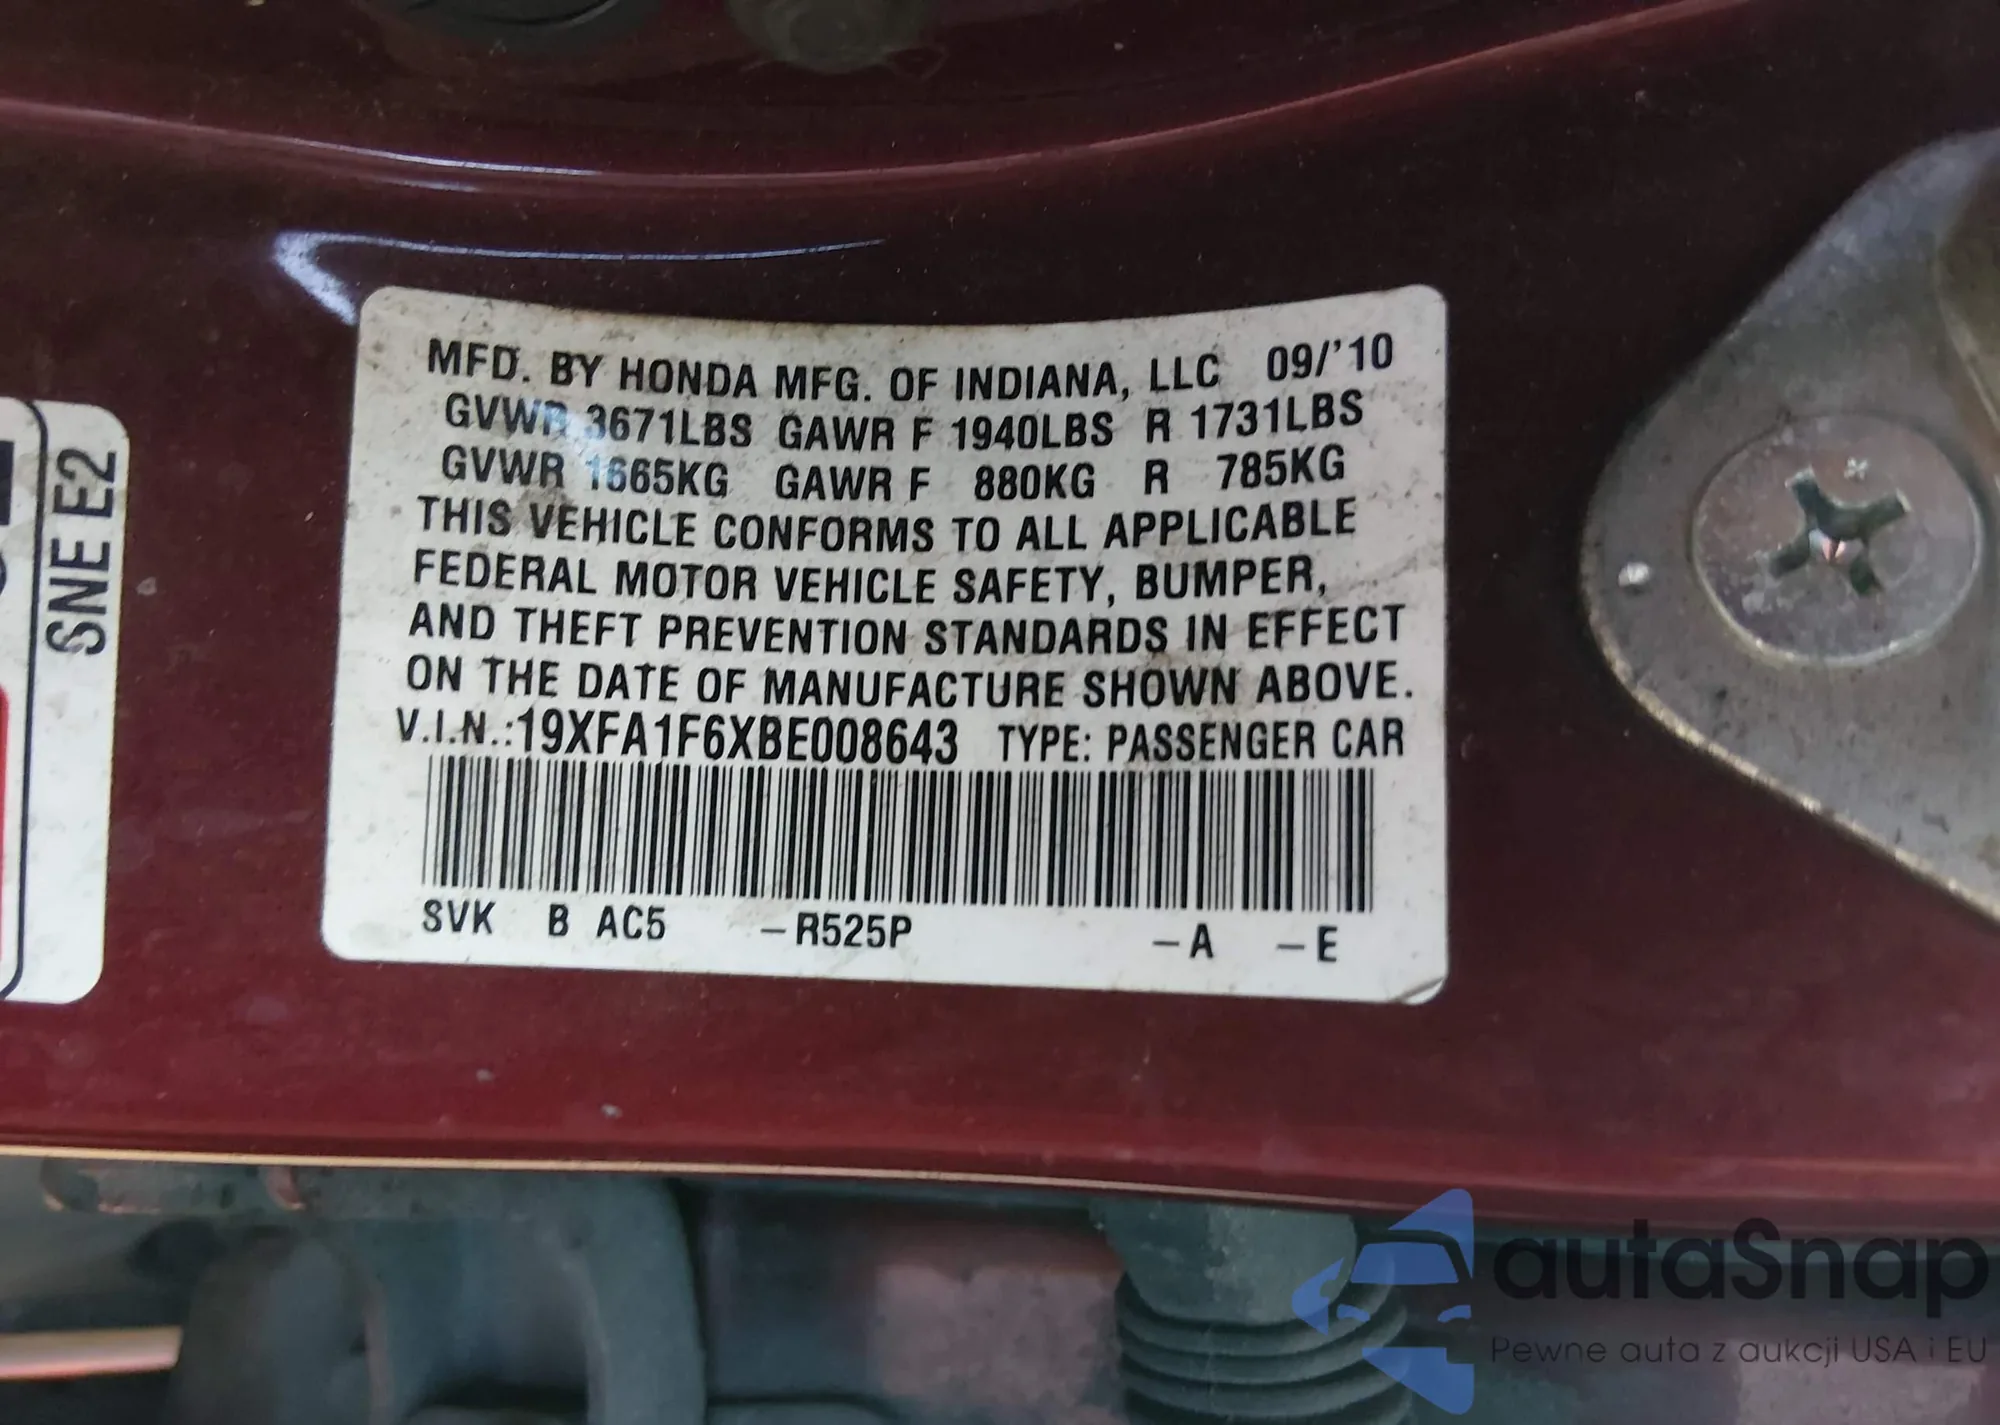 MFD. BY HONDA MFG. OF INDIANA, LLC 09/'10
GVWR 3671LBS GAWR F 1940LBS R 1731LBS
GVWR 1665KG GAWR F 880KG R 785KG
THIS VEHICLE CONFORMS TO ALL APPLICABLE
FEDERAL MOTOR VEHICLE SAFETY, BUMPER,
AND THEFT PREVENTION STANDARDS IN EFFECT
ON THE DATE OF MANUFACTURE SHOWN ABOVE.
V.I.N.:19XFA1F6XBE008643 TYPE: PASSENGER CAR
SVK B AC5 –R525P –A –E
SNE E2
autaSnap
Pewne auta z aukcji USA i EU